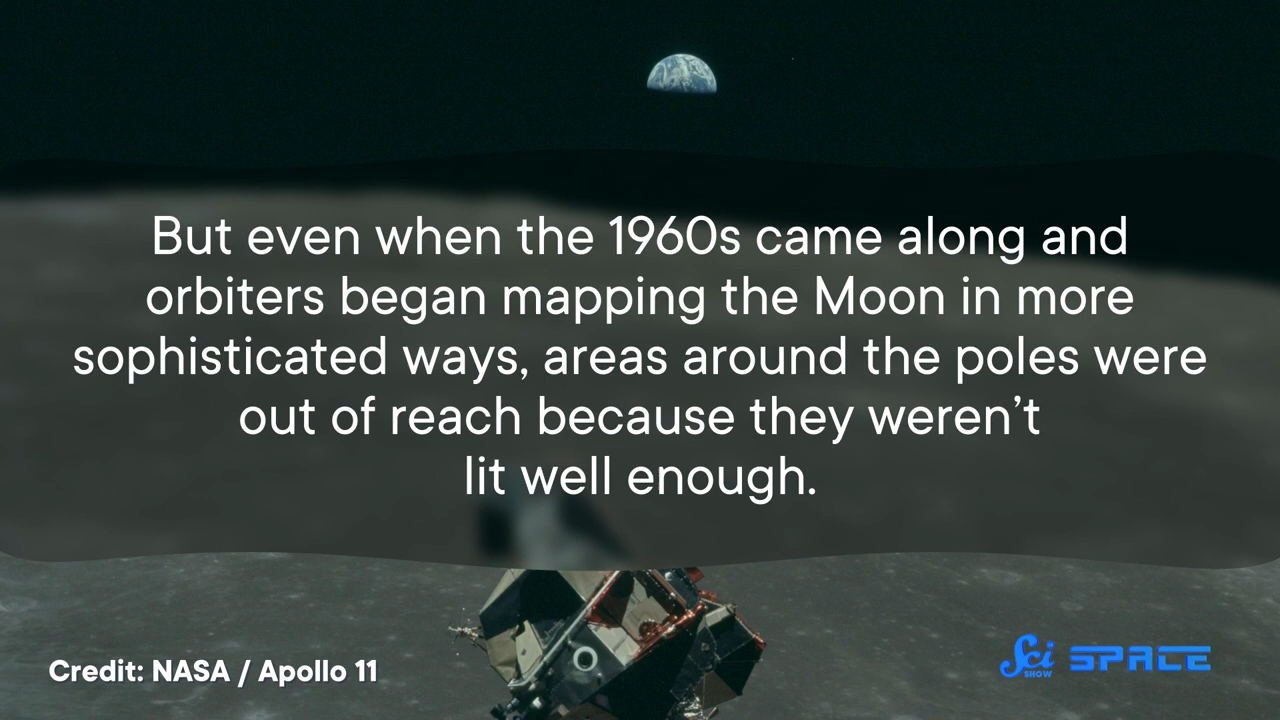 But even when the 1960s came along and
orbiters began mapping the Moon in more
sophisticated ways, areas around the poles were
out of reach because they weren’t
lit well enough.
Credit: NASA / Apollo 11
Sci SHOW SPACE